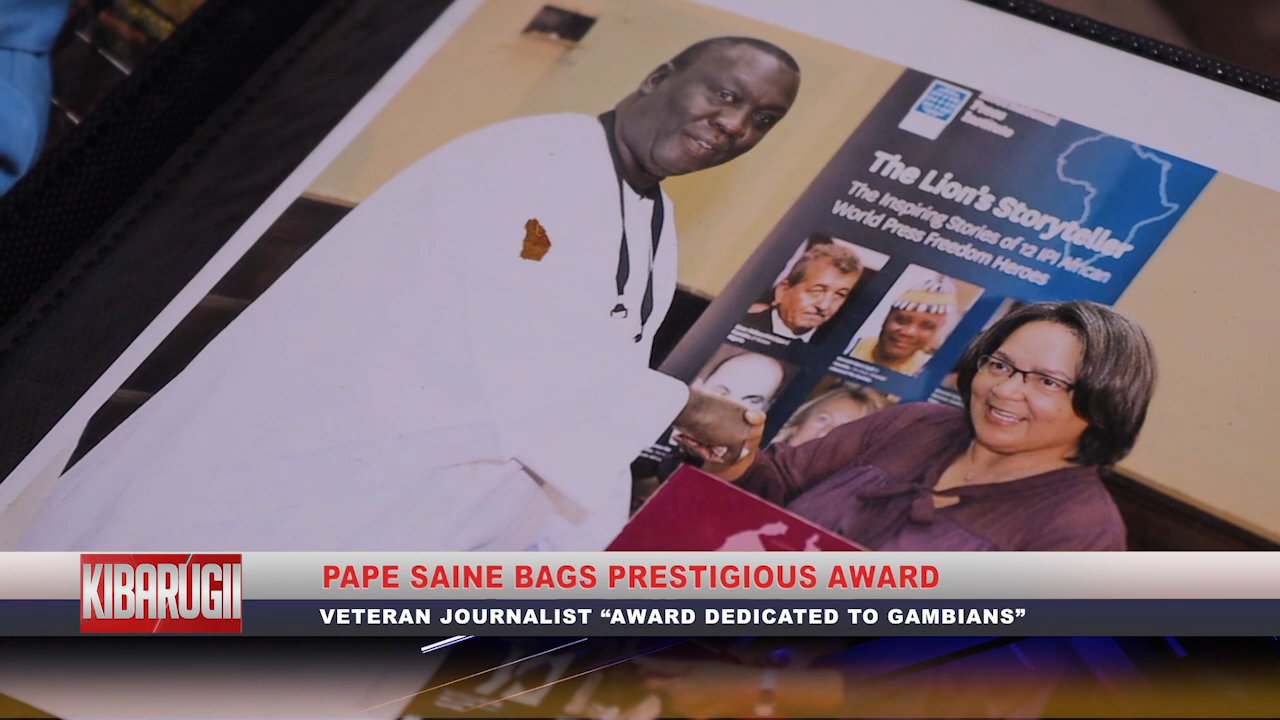 The Lion's Storyteller
The Inspiring Stories of 12 IPI African
World Press Freedom Heroes
KIBARUGII
PAPE SAINE BAGS PRESTIGIOUS AWARD
VETERAN JOURNALIST “AWARD DEDICATED TO GAMBIANS”